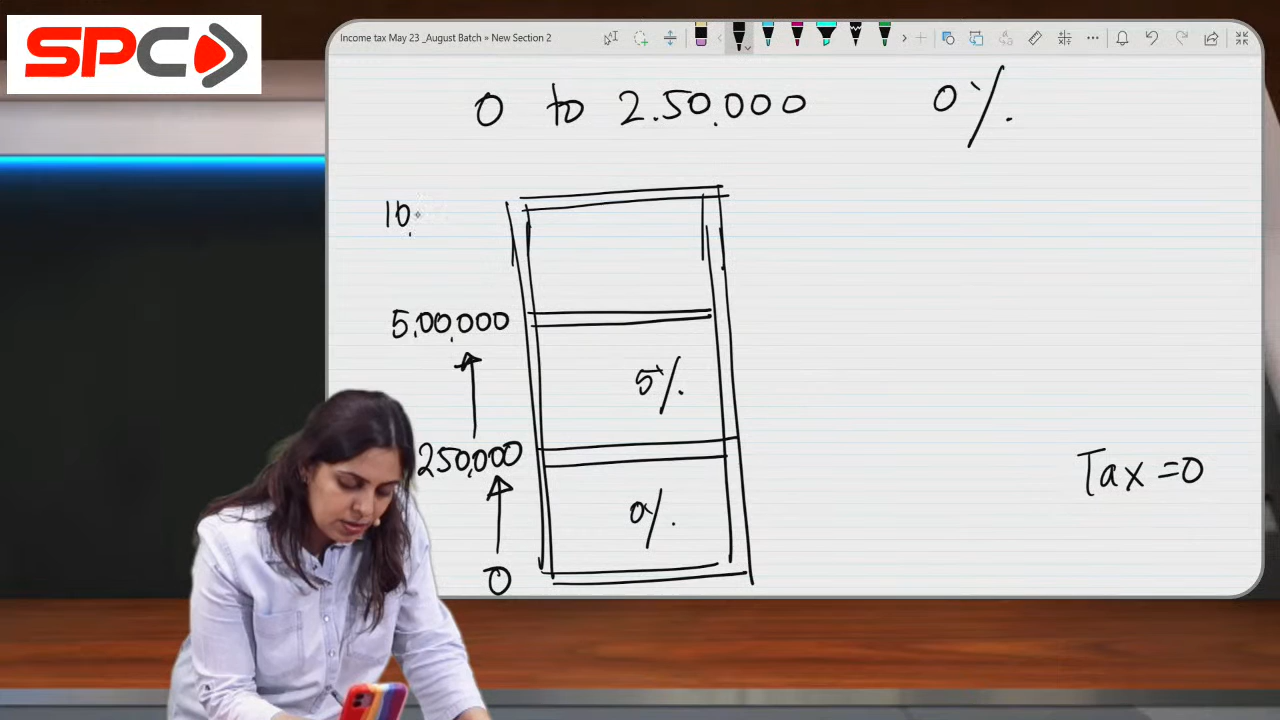 SPC
Income tax May 23 _August Batch » New Section 2
0 to 2.50,000 0%.
10,
5,00,000
5%.
250,000
0%.
Tax = 0
0